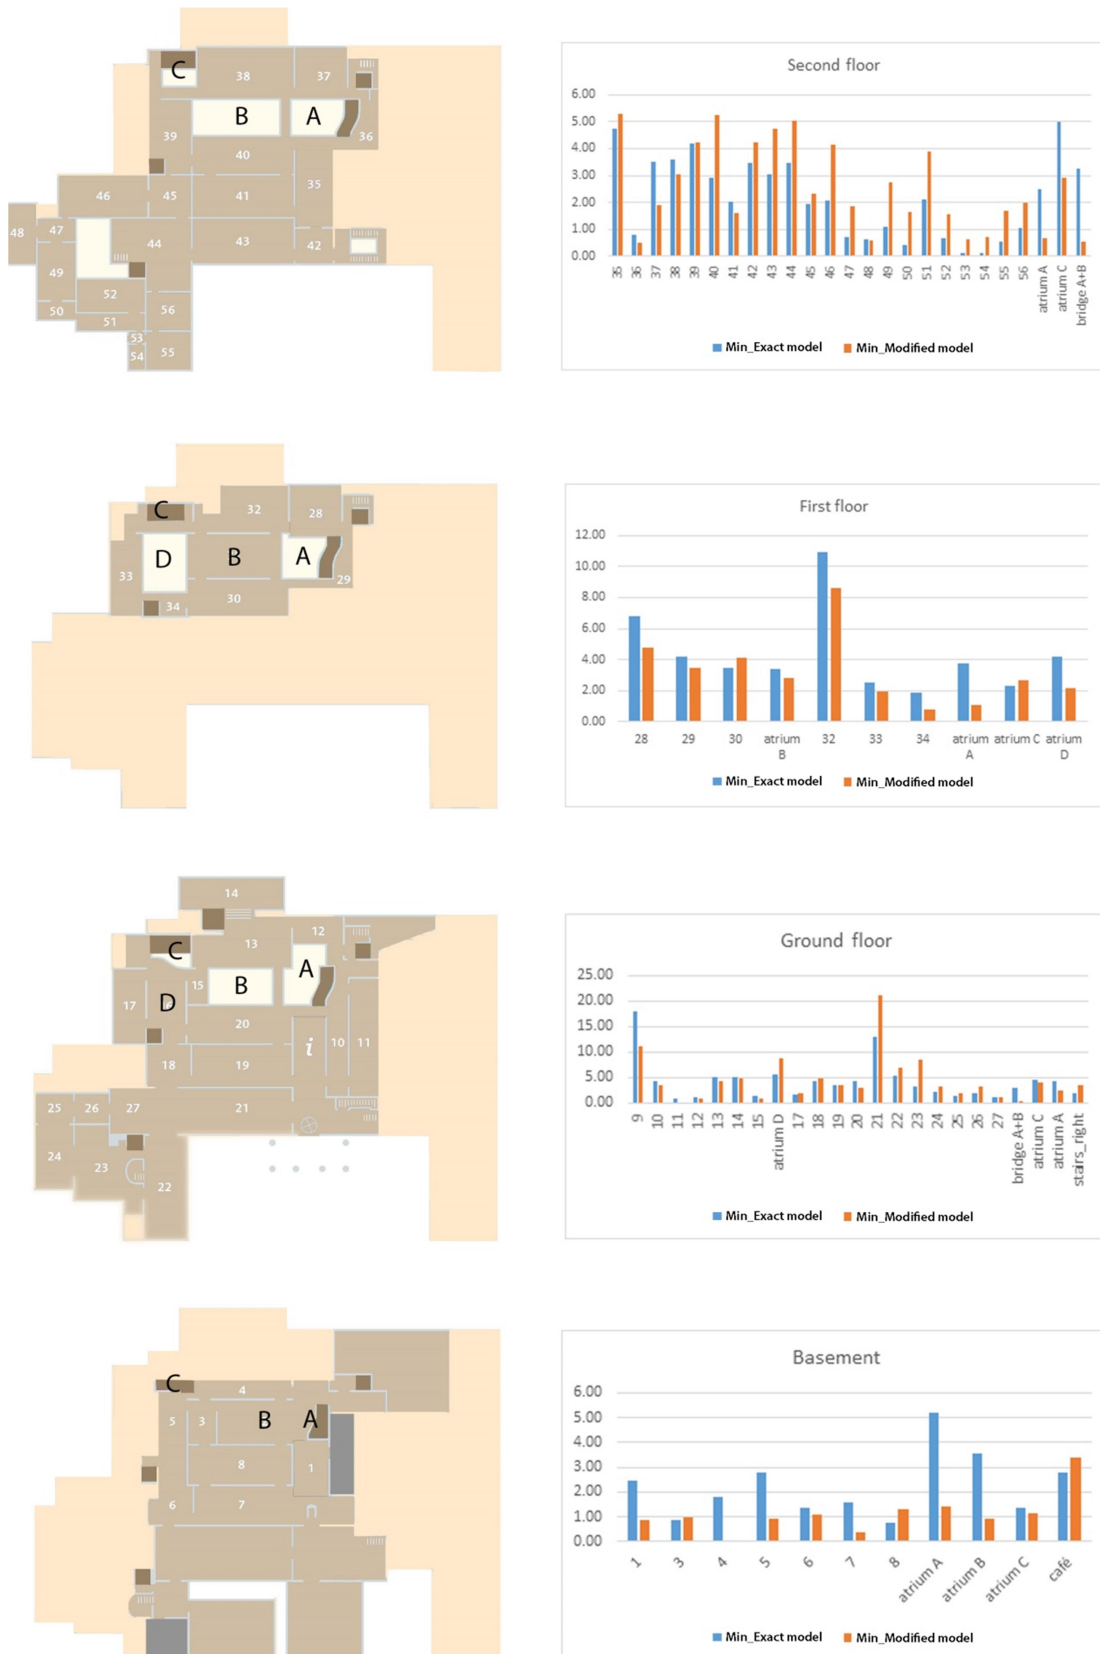 C
38
37
B
A
39
36
40
35
46
45
41
48
47
44
43
42
49
52
50
51
56
53
54
55
Second floor
6.00
5.00
4.00
3.00
2.00
1.00
0.00
35 36 37 38 39 40 41 42 43 44 45 46 47 48 49 50 51 52 53 54 55 56 atrium A atrium C bridge A+B
Min_Exact model Min_Modified model
C
32
28
D
B
A
33
29
34
30
First floor
12.00
10.00
8.00
6.00
4.00
2.00
0.00
28 29 30 atrium B 32 33 34 atrium A atrium C atrium D
Min_Exact model Min_Modified model
14
12
C
13
A
15
B
17
D
20
i
10
11
18
19
25
26
27
21
24
23
22
Ground floor
25.00
20.00
15.00
10.00
5.00
0.00
9 10 11 12 13 14 15 atrium D 17 18 19 20 21 22 23 24 25 26 27 bridge A+B atrium C atrium A stairs_right
Min_Exact model Min_Modified model
C
4
5
3
B
A
8
1
6
7
Basement
6.00
5.00
4.00
3.00
2.00
1.00
0.00
1 3 4 5 6 7 8 atrium A atrium B atrium C café
Min_Exact model Min_Modified model